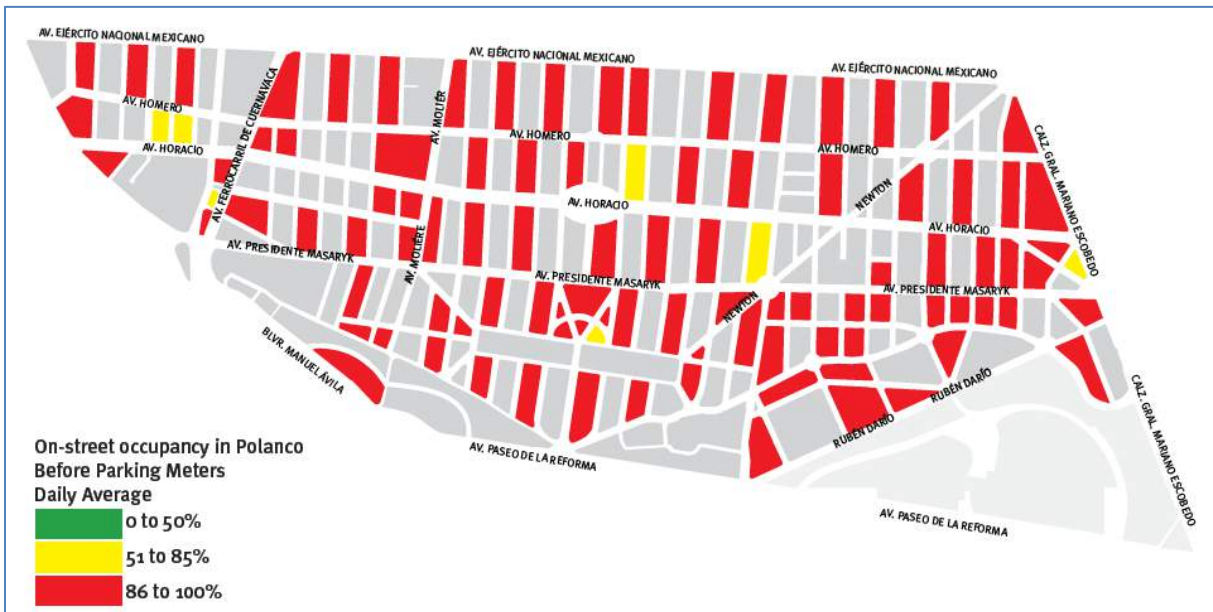 AV. EJÉRCITO NACIONAL MEXICANO
AV. EJÉRCITO NACIONAL MEXICANO
AV. EJÉRCITO NACIONAL MEXICANO
AV. HOMERO
AV. HOMERO
AV. HOMERO
AV. HORACIO
AV. HORACIO
AV. HORACIO
AV. FERROCARRIL DE CUERNAVACA
AV. MOLIÉR
AV. MOLIÈRE
NEWTON
NEWTON
CALZ. GRAL. MARIANO ESCOBEDO
CALZ. GRAL. MARIANO ESCOBEDO
AV. PRESIDENTE MASARYK
AV. PRESIDENTE MASARYK
AV. PRESIDENTE MASARYK
BLVR. MANUEL ÁVILA
RUBÉN DARÍO
RUBÉN DARÍO
AV. PASEO DE LA REFORMA
AV. PASEO DE LA REFORMA
On-street occupancy in Polanco
Before Parking Meters
Daily Average
0 to 50%
51 to 85%
86 to 100%